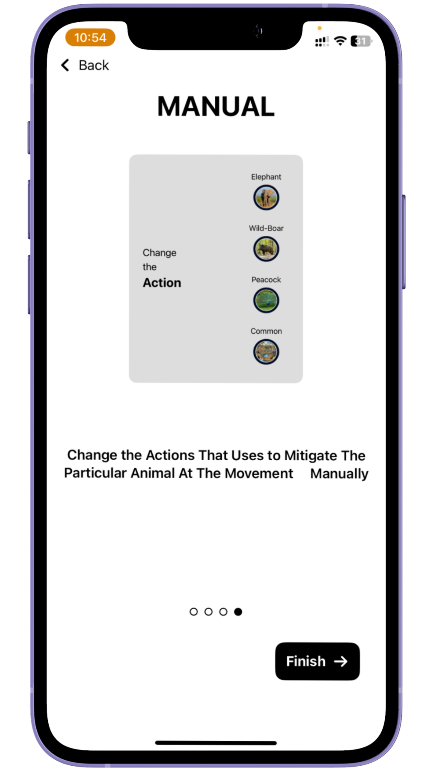 10:54
31
Back
MANUAL
Elephant
Wild-Boar
Change
the
Action
Peacock
Common
Change the Actions That Uses to Mitigate The
Particular Animal At The Movement Manually
Finish